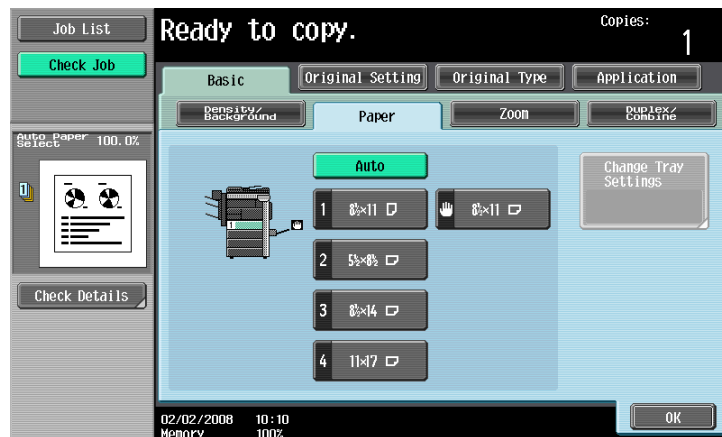 Job List
Ready to copy.
Copies:
1
Check Job
Basic
Original Setting
Original Type
Application
Density/
Background
Paper
Zoom
Duplex/
Combine
Auto Paper
Select
100.0%
Auto
Change Tray
Settings
1
1 8½×11
8½×11
1
2 5½×8½
Check Details
3 8½×14
4 11×17
OK
02/02/2008 10:10
Memory 100%